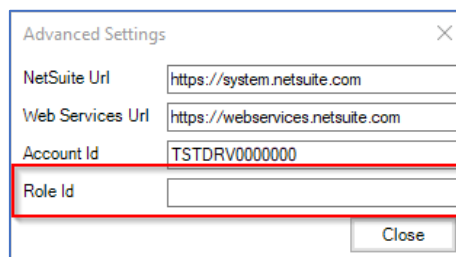 Advanced Settings
NetSuite Url https://system.netsuite.com
Web Services Url https://webservices.netsuite.com
Account Id TSTDRV0000000
Role Id
Close